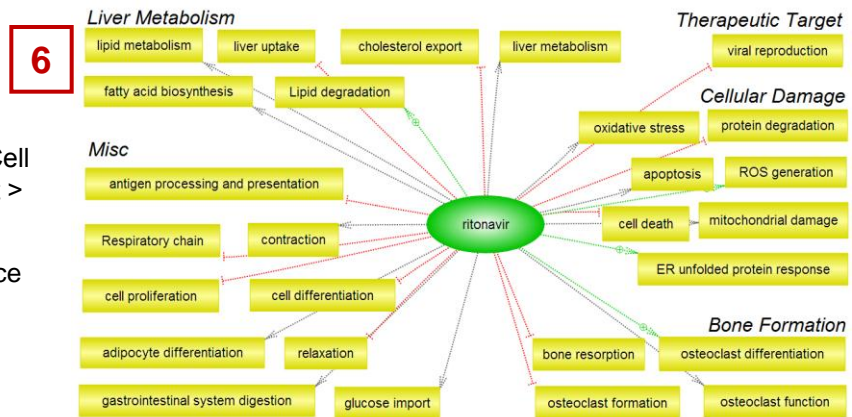 Liver Metabolism
Therapeutic Target
lipid metabolism
liver uptake
cholesterol export
liver metabolism
viral reproduction
6
fatty acid biosynthesis
Lipid degradation
Cellular Damage
oxidative stress
protein degradation
Cell
Misc
>
antigen processing and presentation
apoptosis
ROS generation
ritonavir
cell death
mitochondrial damage
Respiratory chain
contraction
ce
ER unfolded protein response
cell proliferation
cell differentiation
Bone Formation
adipocyte differentiation
relaxation
bone resorption
osteoclast differentiation
gastrointestinal system digestion
glucose import
osteoclast formation
osteoclast function